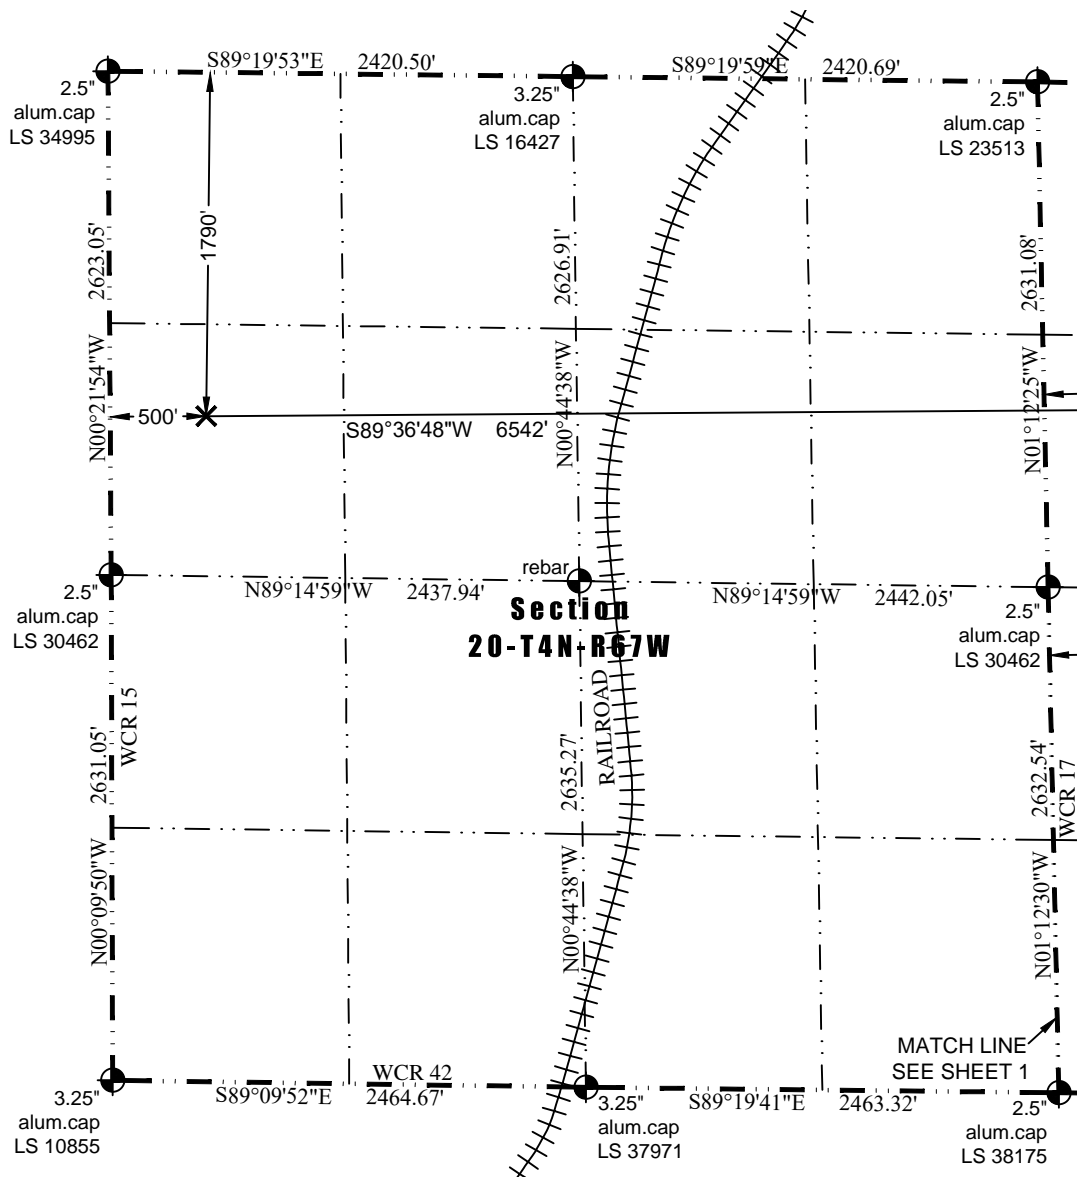 S89°19'53"E 2420.50'
S89°19'59"E 2420.69'
2.5"
alum.cap
LS 34995
3.25"
alum.cap
LS 16427
2.5"
alum.cap
LS 23513
1790'
2623.05'
N00°21'54"W
2626.91'
N00°44'38"W
2631.08'
N01°12'25"W
500'
S89°36'48"W 6542'
rebar
2.5"
alum.cap
LS 30462
N89°14'59"W 2437.94'
N89°14'59"W 2442.05'
2.5"
alum.cap
LS 30462
Section
20-T4N-R67W
WCR 15
2631.05'
N00°09'50"W
RAILROAD
2635.27'
N00°44'38"W
2632.54'
WCR 17
N01°12'30"W
MATCH LINE
SEE SHEET 1
WCR 42
S89°09'52"E 2464.67'
S89°19'41"E 2463.32'
3.25"
alum.cap
LS 10855
3.25"
alum.cap
LS 37971
2.5"
alum.cap
LS 38175